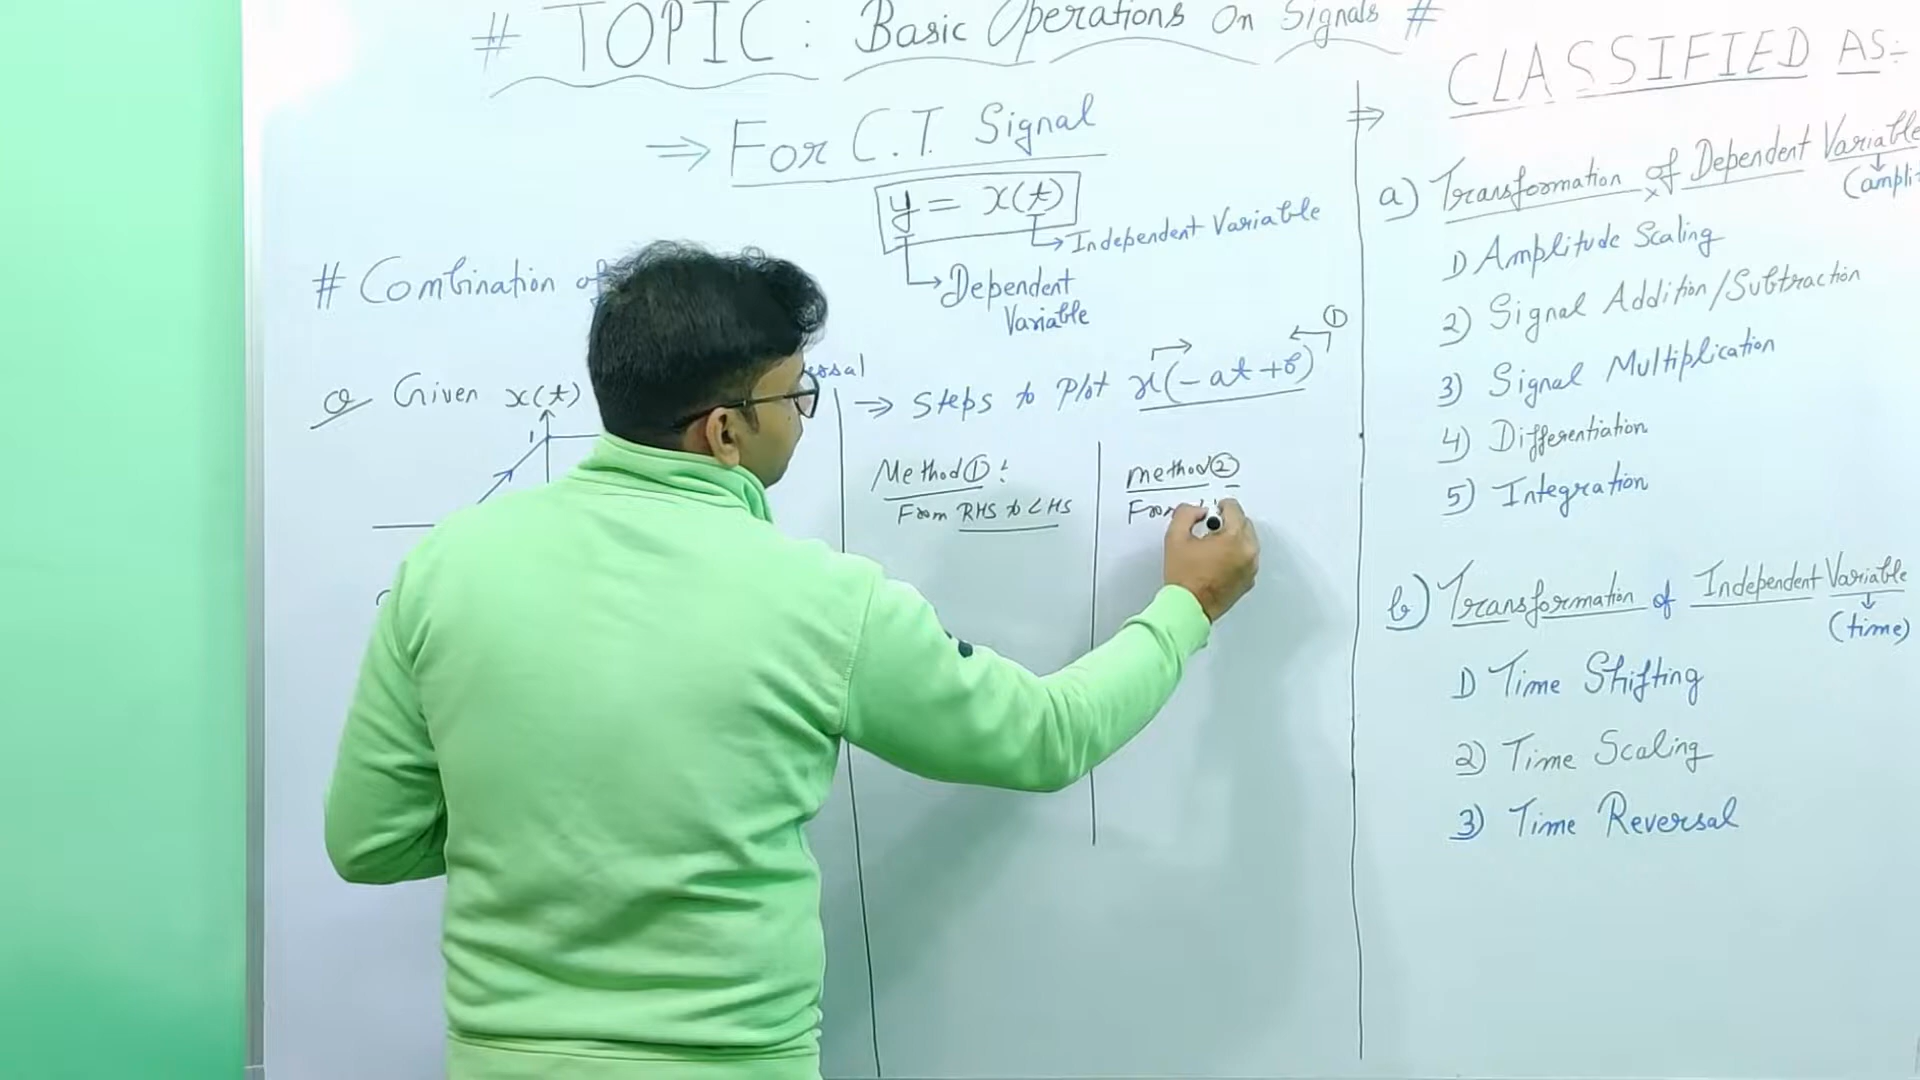 # TOPIC : Basic Operations On Signals #
⇒ For C.T. Signal
y = x(t)
→ Independent Variable
→ Dependent
Variable
# Combination of
Q Given x(t)
1
→ Steps to Plot x(-at+b)
①
Method ① :
From RHS to LHS
method ②
From
⇒ CLASSIFIED AS:-
a) Transformation of Dependent Variable
1) Amplitude Scaling
2) Signal Addition/Subtraction
3) Signal Multiplication
4) Differentiation
5) Integration
b) Transformation of Independent Variable
(time)
1) Time Shifting
2) Time Scaling
3) Time Reversal